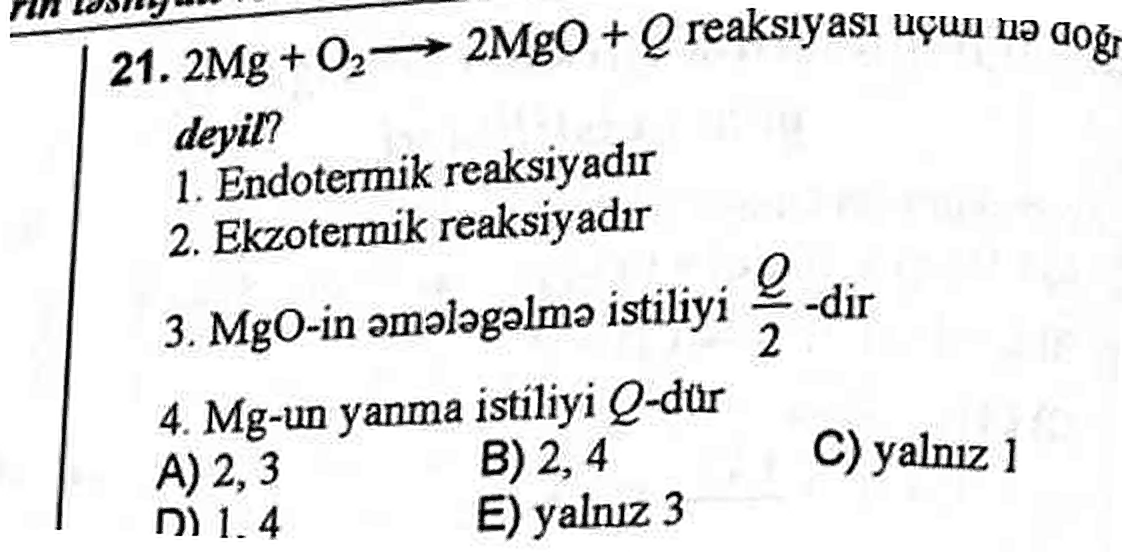 21. 2Mg + O₂ ⟶ 2MgO + Q reaksiyası üçün nə doğr
deyil?
1. Endotermik reaksiyadır
2. Ekzotermik reaksiyadır
3. MgO-in əmələgəlmə istiliyi Q/2 -dir
4. Mg-un yanma istiliyi Q-dür
A) 2, 3 B) 2, 4 C) yalnız 1
D) 1, 4 E) yalnız 3